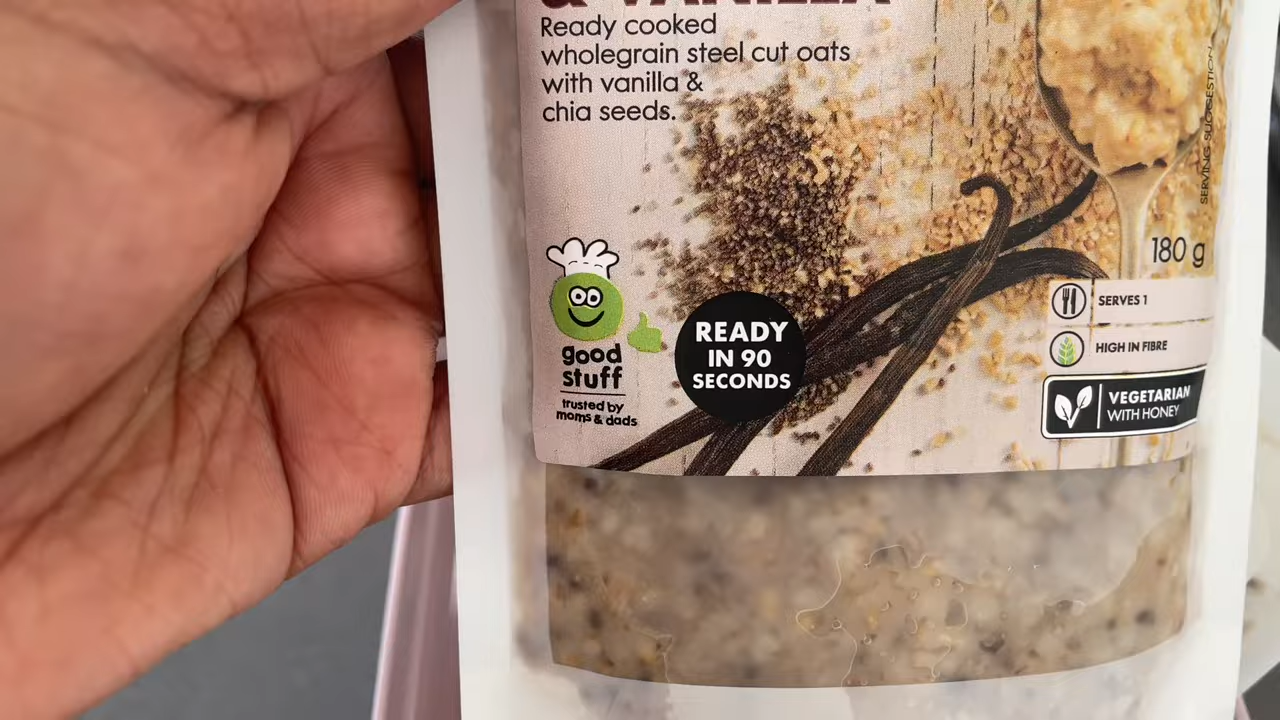 & VANILLA
Ready cooked
wholegrain steel cut oats
with vanilla &
chia seeds.
SERVING SUGGESTION
180 g
SERVES 1
HIGH IN FIBRE
VEGETARIAN
WITH HONEY
READY
IN 90
SECONDS
good
stuff
trusted by
moms & dads